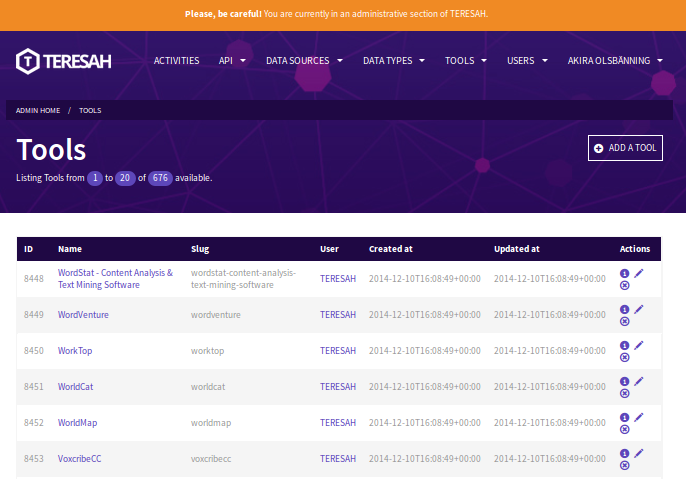 Please, be careful! You are currently in an administrative section of TERESAH.
TERESAH
ACTIVITIES API DATA SOURCES DATA TYPES TOOLS USERS AKIRA OLSBÄNNING
ADMIN HOME / TOOLS
Tools
ADD A TOOL
Listing Tools from 1 to 20 of 676 available.
ID Name Slug User Created at Updated at Actions
8448 WordStat - Content Analysis & Text Mining Software wordstat-content-analysis-text-mining-software TERESAH 2014-12-10T16:08:49+00:00 2014-12-10T16:08:49+00:00
8449 WordVenture wordventure TERESAH 2014-12-10T16:08:49+00:00 2014-12-10T16:08:49+00:00
8450 WorkTop worktop TERESAH 2014-12-10T16:08:49+00:00 2014-12-10T16:08:49+00:00
8451 WorldCat worldcat TERESAH 2014-12-10T16:08:49+00:00 2014-12-10T16:08:49+00:00
8452 WorldMap worldmap TERESAH 2014-12-10T16:08:49+00:00 2014-12-10T16:08:49+00:00
8453 VoxcribeCC voxcribecc TERESAH 2014-12-10T16:08:49+00:00 2014-12-10T16:08:49+00:00